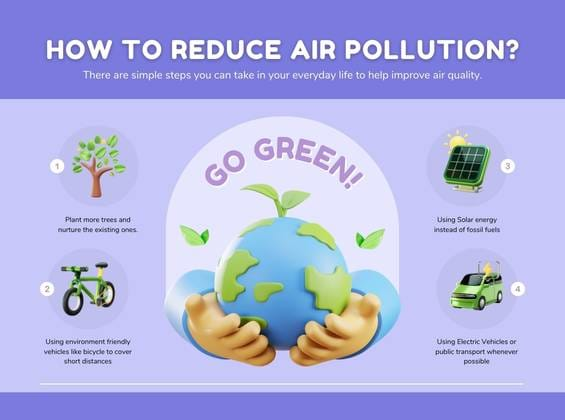 HOW TO REDUCE AIR POLLUTION?
There are simple steps you can take in your everyday life to help improve air quality.
GO GREEN!
1
Plant more trees and
nurture the existing ones.
2
Using environment friendly
vehicles like bicycle to cover
short distances
3
Using Solar energy
instead of fossil fuels
4
Using Electric Vehicles or
public transport whenever
possible